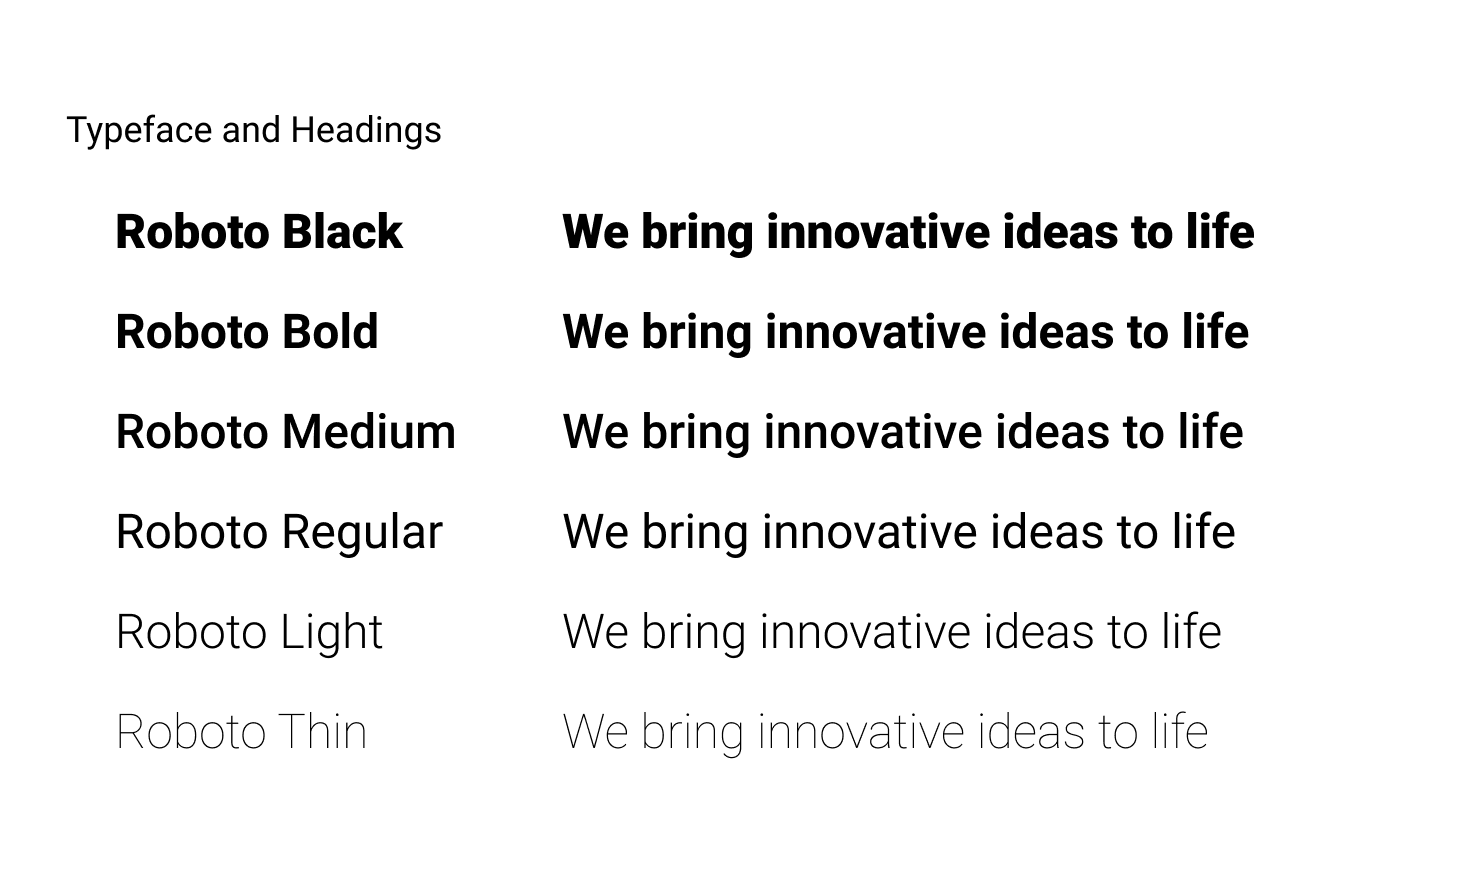 Typeface and Headings
Roboto Black We bring innovative ideas to life
Roboto Bold We bring innovative ideas to life
Roboto Medium We bring innovative ideas to life
Roboto Regular We bring innovative ideas to life
Roboto Light We bring innovative ideas to life
Roboto Thin We bring innovative ideas to life